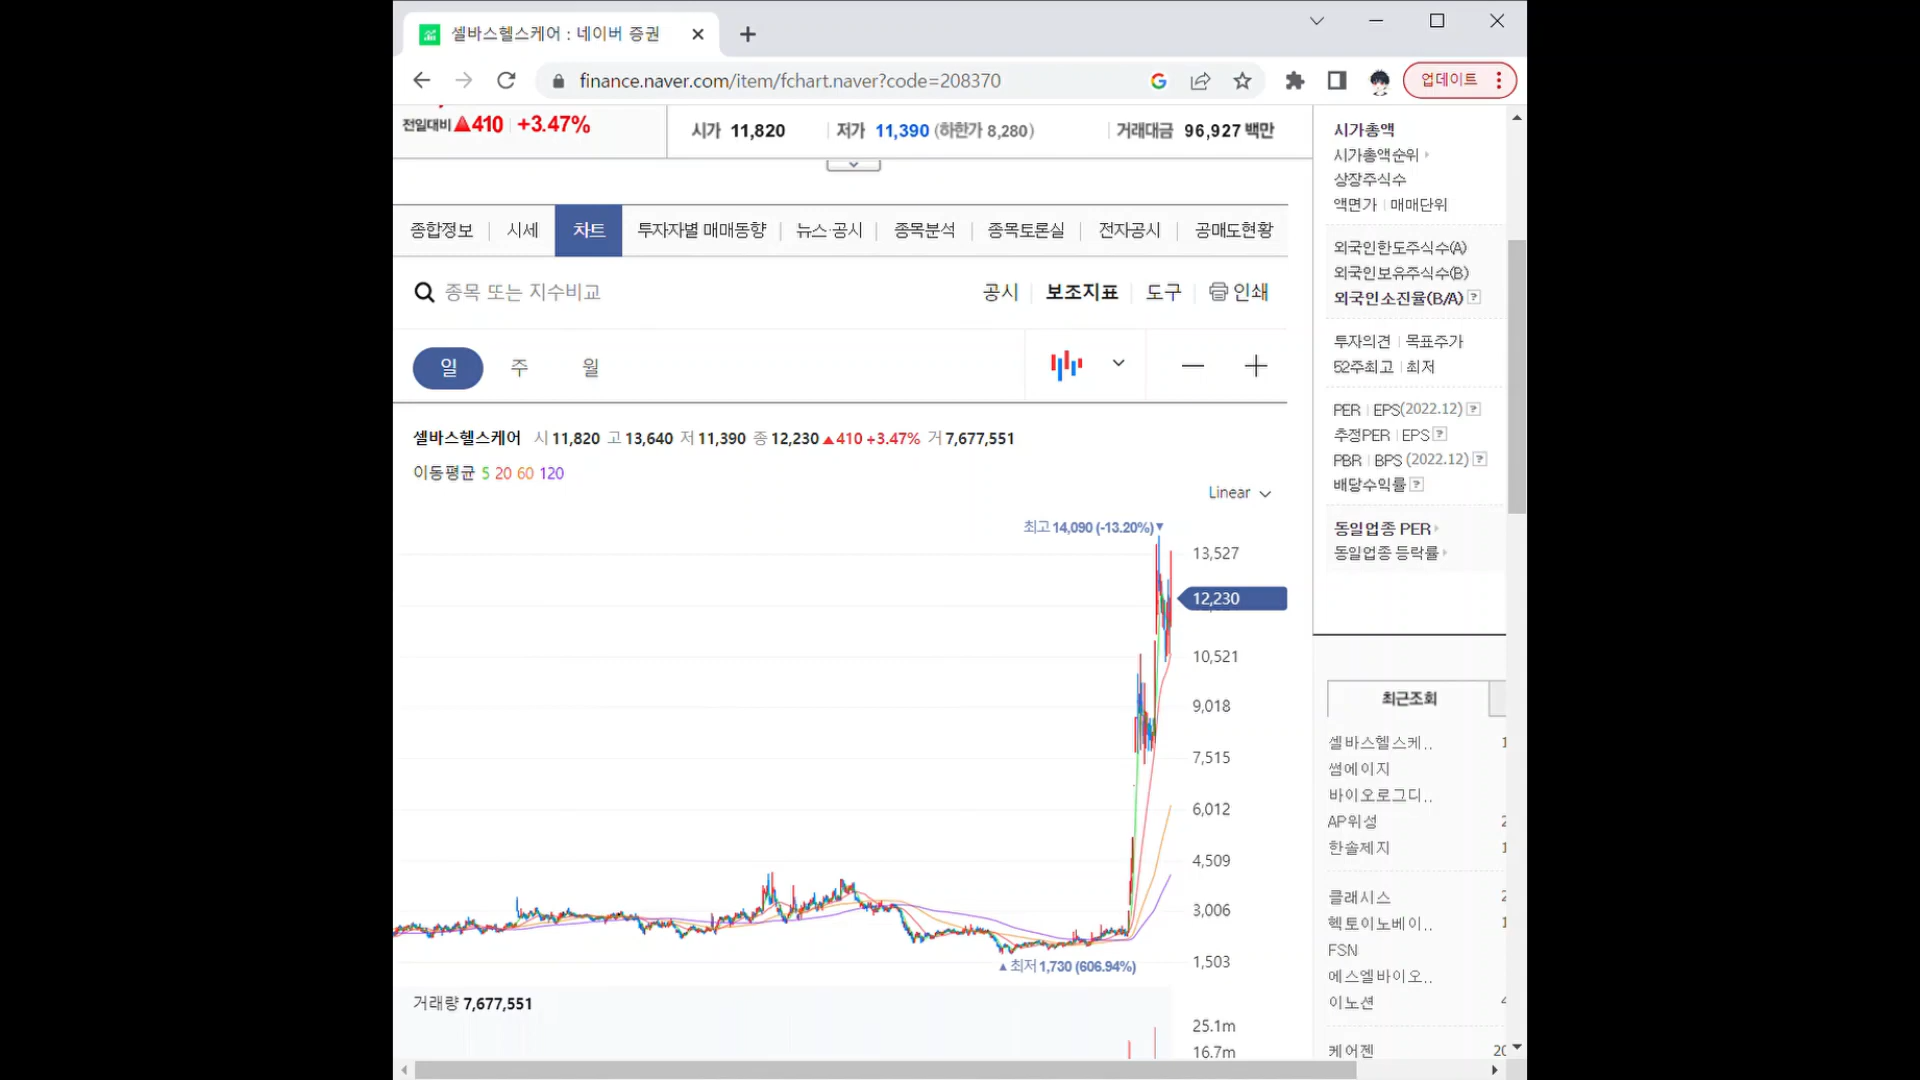 셀바스헬스케어 : 네이버 증권
finance.naver.com/item/fchart.naver?code=208370
업데이트
전일대비 ▲410 +3.47%
시가 11,820 저가 11,390 (하한가 8,280) 거래대금 96,927 백만
종합정보 시세 차트 투자자별 매매동향 뉴스·공시 종목분석 종목토론실 전자공시 공매도현황
종목 또는 지수비교
공시 보조지표 도구 인쇄
일 주 월
셀바스헬스케어 시 11,820 고 13,640 저 11,390 종 12,230 ▲410 +3.47% 거 7,677,551
이동평균 5 20 60 120
Linear
최고 14,090 (-13.20%)▼
13,527
12,230
10,521
9,018
7,515
6,012
4,509
3,006
1,503
▲최저 1,730 (606.94%)
거래량 7,677,551
25.1m
16.7m
시가총액
시가총액순위
상장주식수
액면가 | 매매단위
외국인한도주식수(A)
외국인보유주식수(B)
외국인소진율(B/A) ?
투자의견 | 목표주가
52주최고 | 최저
PER | EPS(2022.12) ?
추정PER | EPS ?
PBR | BPS (2022.12) ?
배당수익률 ?
동일업종 PER
동일업종 등락률
최근조회
셀바스헬스케..
썸에이지
바이오로그디..
AP위성
한솔제지
클래시스
헥토이노베이..
FSN
에스엘바이오..
이노션
케어젠